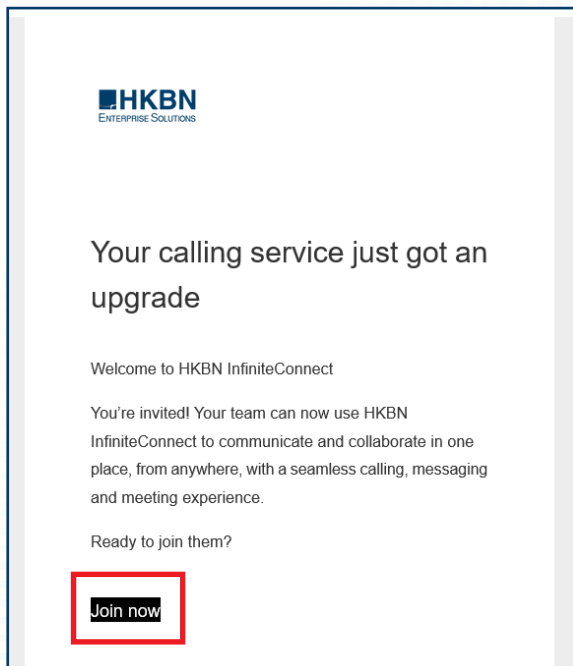 HKBN
ENTERPRISE SOLUTIONS
Your calling service just got an
upgrade
Welcome to HKBN InfiniteConnect
You’re invited! Your team can now use HKBN
InfiniteConnect to communicate and collaborate in one
place, from anywhere, with a seamless calling, messaging
and meeting experience.
Ready to join them?
Join now